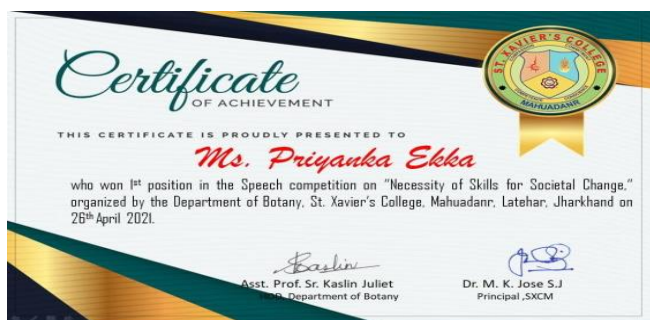 Certificate
OF ACHIEVEMENT
ST. XAVIER'S COLLEGE
MAHUADANR
THIS CERTIFICATE IS PROUDLY PRESENTED TO
Ms. Priyanka Ekka
who won 1st position in the Speech competition on "Necessity of Skills for Societal Change,"
organized by the Department of Botany, St. Xavier's College, Mahuadanr, Latehar, Jharkhand on
26th April 2021.
Kaslin
Asst. Prof. Sr. Kaslin Juliet
HOD, Department of Botany
Dr. M. K. Jose S.J
Principal ,SXCM